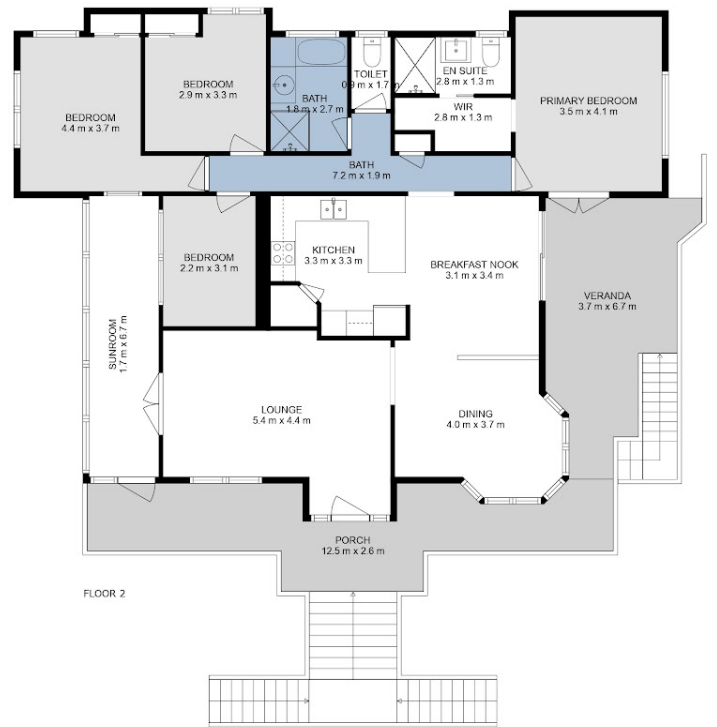 TOILET
0.9 m x 1.7 m
EN SUITE
2.8 m x 1.3 m
BEDROOM
2.9 m x 3.3 m
BATH
1.8 m x 2.7 m
WIR
2.8 m x 1.3 m
PRIMARY BEDROOM
3.5 m x 4.1 m
BEDROOM
4.4 m x 3.7 m
BATH
7.2 m x 1.9 m
KITCHEN
3.3 m x 3.3 m
BEDROOM
2.2 m x 3.1 m
BREAKFAST NOOK
3.1 m x 3.4 m
VERANDA
3.7 m x 6.7 m
SUNROOM
1.7 m x 6.7 m
LOUNGE
5.4 m x 4.4 m
DINING
4.0 m x 3.7 m
PORCH
12.5 m x 2.6 m
FLOOR 2